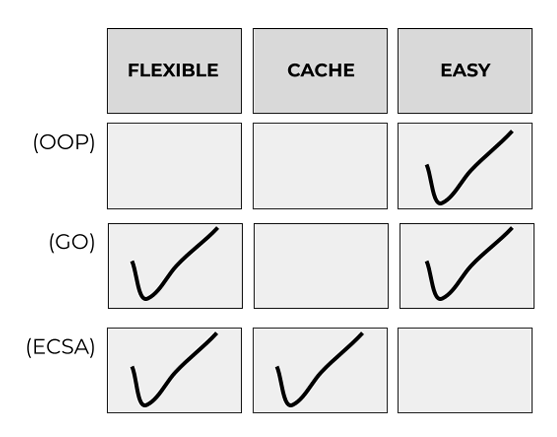 FLEXIBLE CACHE EASY
(OOP)
(GO)
(ECSA)